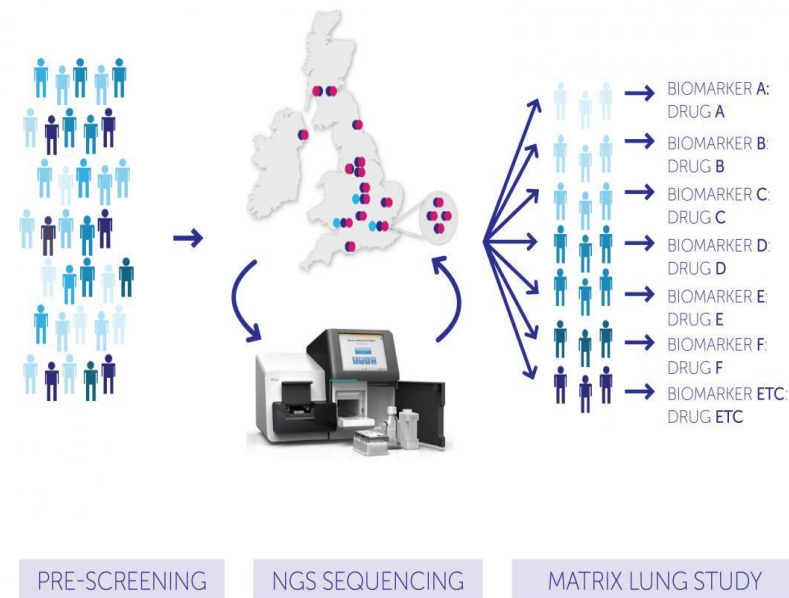 BIOMARKER A:
DRUG A
BIOMARKER B:
DRUG B
BIOMARKER C:
DRUG C
BIOMARKER D:
DRUG D
BIOMARKER E:
DRUG E
BIOMARKER F:
DRUG F
BIOMARKER ETC:
DRUG ETC
PRE-SCREENING
NGS SEQUENCING
MATRIX LUNG STUDY